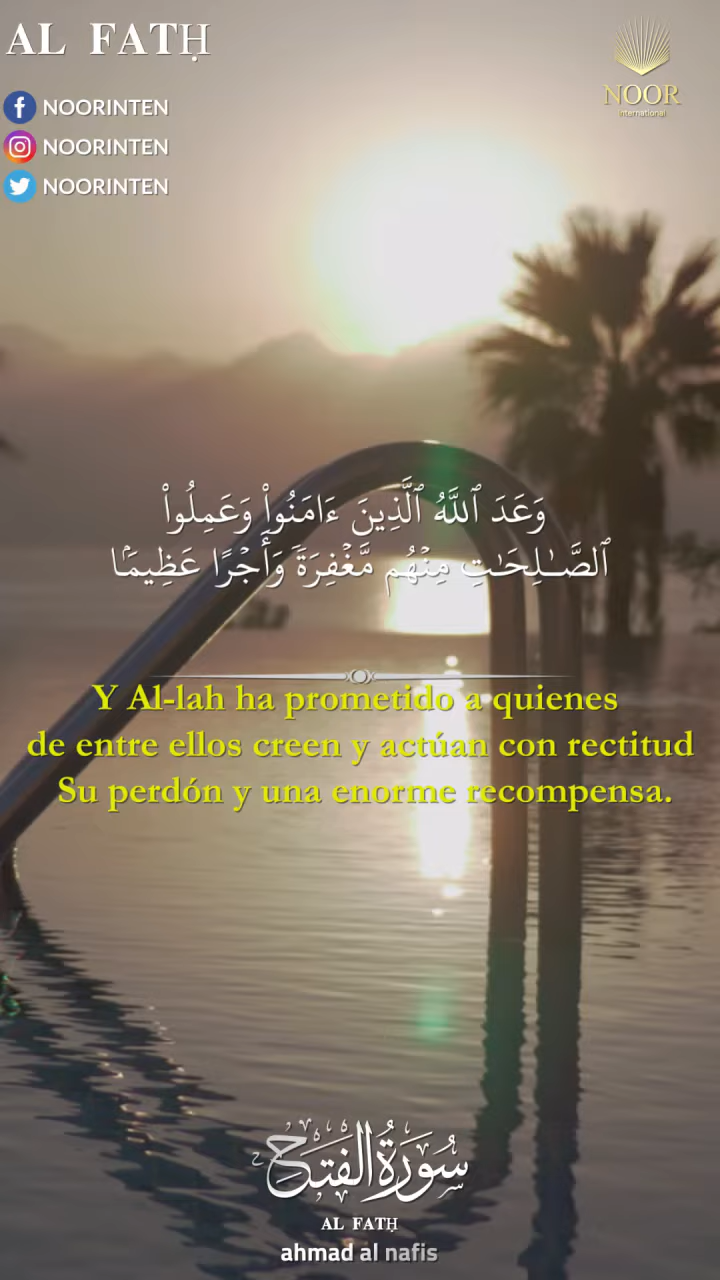 AL FATḤ
NOOR
International
NOORINTEN
NOORINTEN
NOORINTEN
وَعَدَ ٱللَّهُ ٱلَّذِينَ ءَامَنُوا۟ وَعَمِلُوا۟
ٱلصَّـٰلِحَـٰتِ مِنْهُم مَّغْفِرَةً وَأَجْرًا عَظِيمًۢا
Y Al-lah ha prometido a quienes
de entre ellos creen y actúan con rectitud
Su perdón y una enorme recompensa.
سُورَةُ الفَتْحِ
AL FATḤ
ahmad al nafis